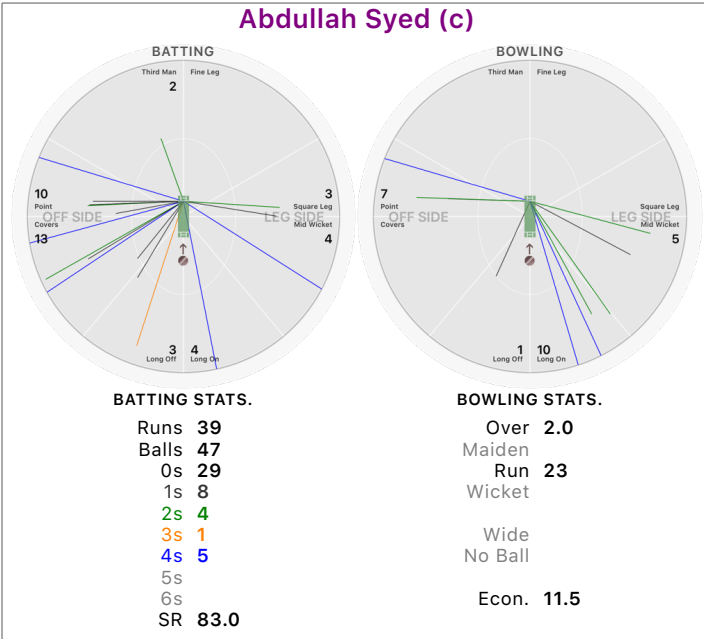 Abdullah Syed (c)
BATTING
BOWLING
Third Man Fine Leg
2
Third Man Fine Leg
10
Point
OFF SIDE
Covers
13
3
Square Leg
LEG SIDE
Mid Wicket
4
7
Point
OFF SIDE
Covers
Square Leg
LEG SIDE
Mid Wicket
5
3 4
Long Off Long On
1 10
Long Off Long On
BATTING STATS.
Runs 39
Balls 47
0s 29
1s 8
2s 4
3s 1
4s 5
5s
6s
SR 83.0
BOWLING STATS.
Over 2.0
Maiden
Run 23
Wicket
Wide
No Ball
Econ. 11.5